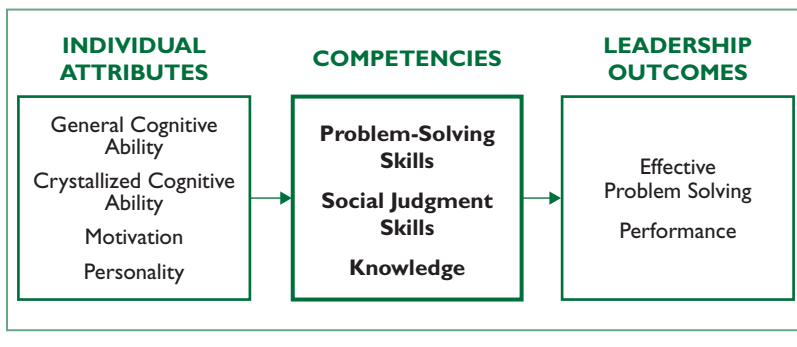 INDIVIDUAL
ATTRIBUTES
General Cognitive
Ability
Crystallized Cognitive
Ability
Motivation
Personality
COMPETENCIES
Problem-Solving
Skills
Social Judgment
Skills
Knowledge
LEADERSHIP
OUTCOMES
Effective
Problem Solving
Performance